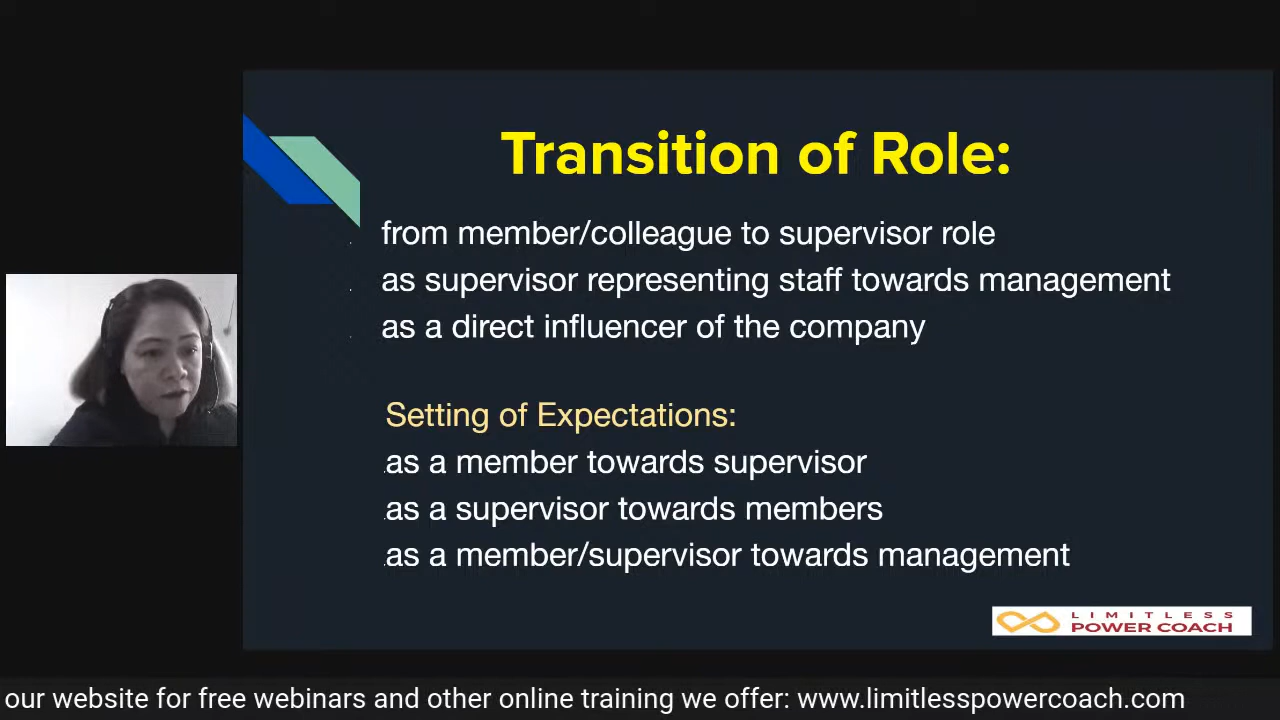 Transition of Role:
from member/colleague to supervisor role
as supervisor representing staff towards management
as a direct influencer of the company
Setting of Expectations:
.as a member towards supervisor
.as a supervisor towards members
.as a member/supervisor towards management
LIMITLESS
POWER COACH
our website for free webinars and other online training we offer: www.limitlesspowercoach.com